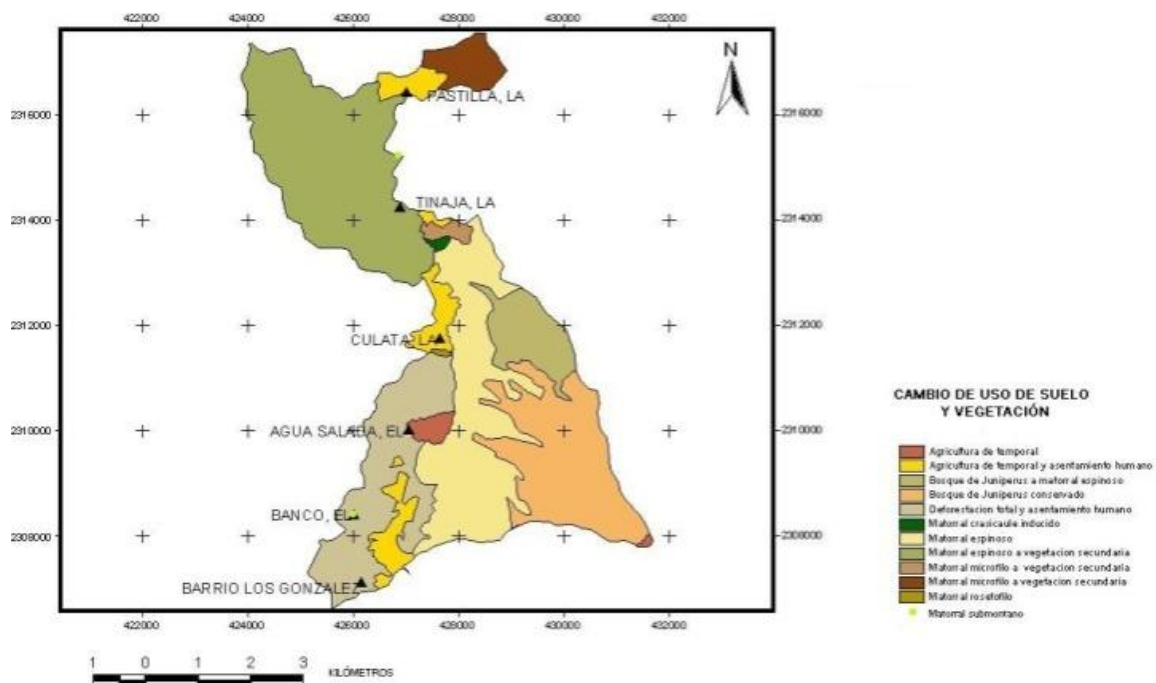 422000 424000 426000 428000 430000 432000
N
PASTILLA, LA
2316000 2316000
TINAJA, LA
2314000 2314000
2312000 2312000
CULATA, LA
AGUA SALADA, EL
2310000 2310000
BANCO, EL
2308000 2308000
BARRIO LOS GONZALEZ
422000 424000 426000 428000 430000 432000
1 0 1 2 3
KILÓMETROS
CAMBIO DE USO DE SUELO
Y VEGETACIÓN
Agricultura de temporal
Agricultura de temporal y asentamiento humano
Bosque de Juniperus a matorral espinoso
Bosque de Juniperus conservado
Deforestacion total y asentamiento humano
Matorral crasicaule inducido
Matorral espinoso
Matorral espinoso a vegetacion secundaria
Matorral microfilo a vegetacion secundaria
Matorral microfilo a vegetacion secundaria
Matorral rosetofilo
Matorral submontano